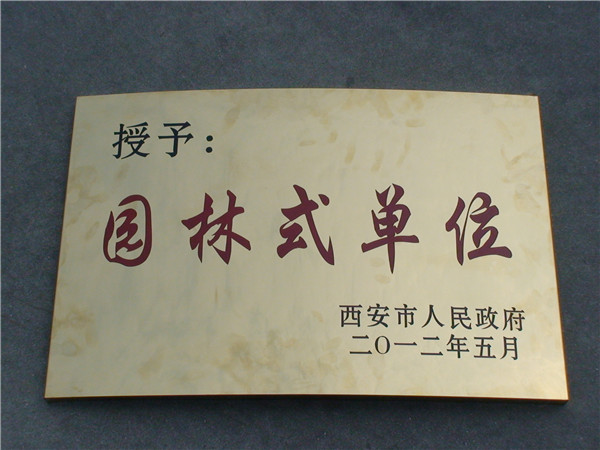 授予：
园林式单位
西安市人民政府
二〇一二年五月